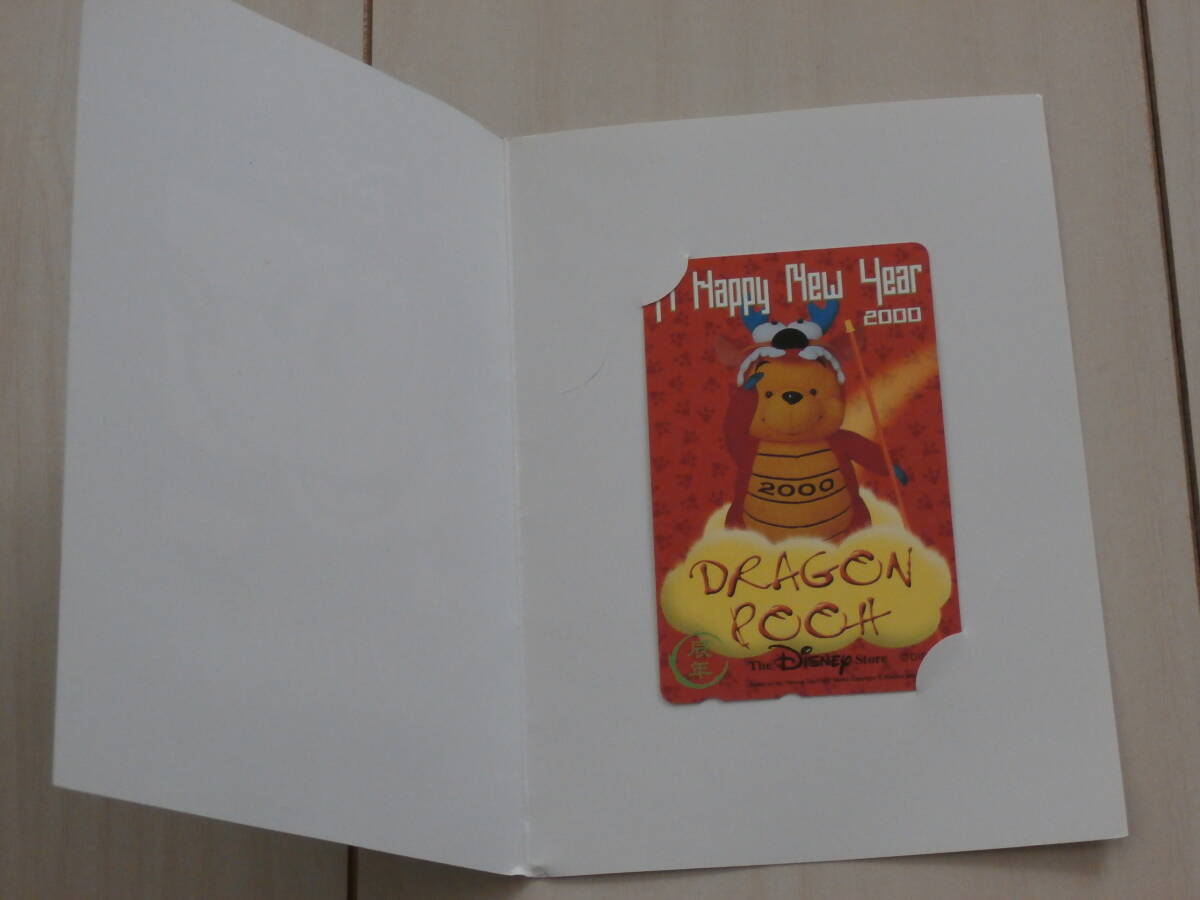 A Happy New Year
2000
2000
DRAGON
POOH
辰年
The Disney Store